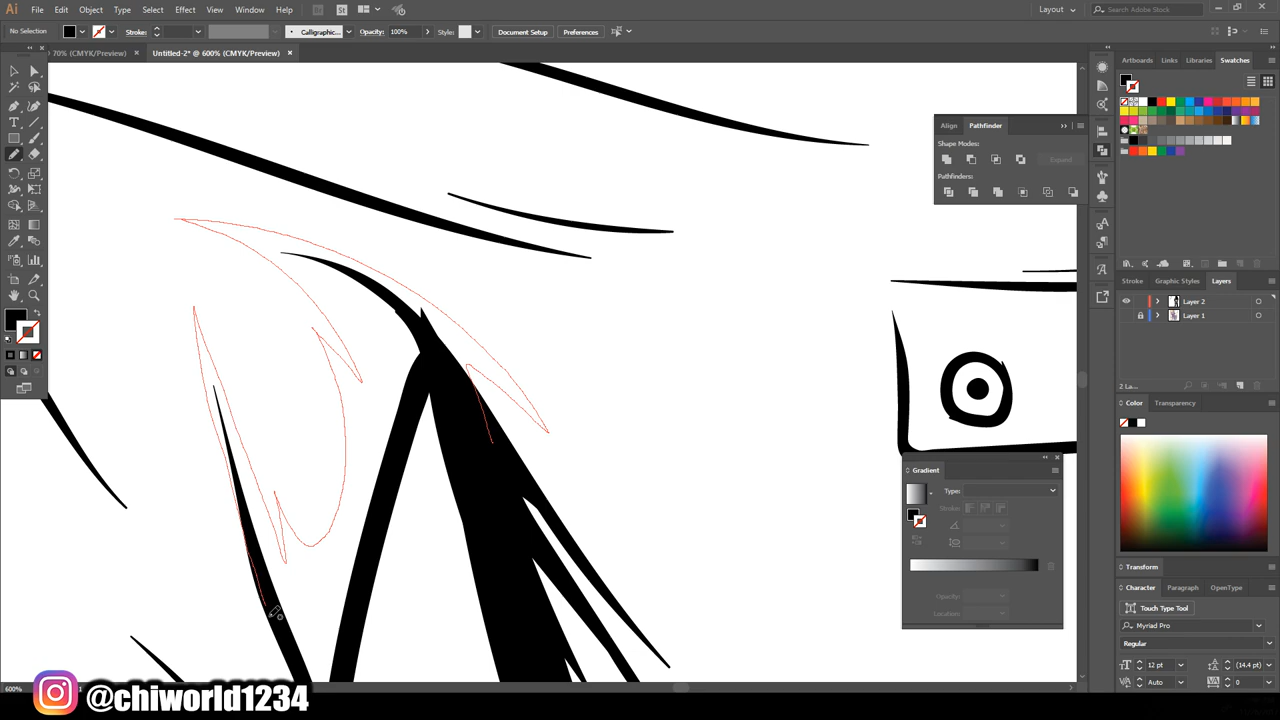 Ai File Edit Object Type Select Effect View Window Help Br St Layout Search Adobe Stock
No Selection Stroke: Calligraphic... Opacity: 100% Style: Document Setup Preferences
70% (CMYK/Preview) × Untitled-2* @ 600% (CMYK/Preview) ×
Artboards Links Libraries Swatches
Align Pathfinder
Shape Modes:
Expand
Pathfinders:
Stroke Graphic Styles Layers
Layer 2
Layer 1
2 La...
Color Transparency
Gradient
Type:
Stroke:
Opacity:
Location:
Transform
Character Paragraph OpenType
Touch Type Tool
Myriad Pro
Regular
12 pt (14.4 pt)
Auto 0
600%
@chiworld1234